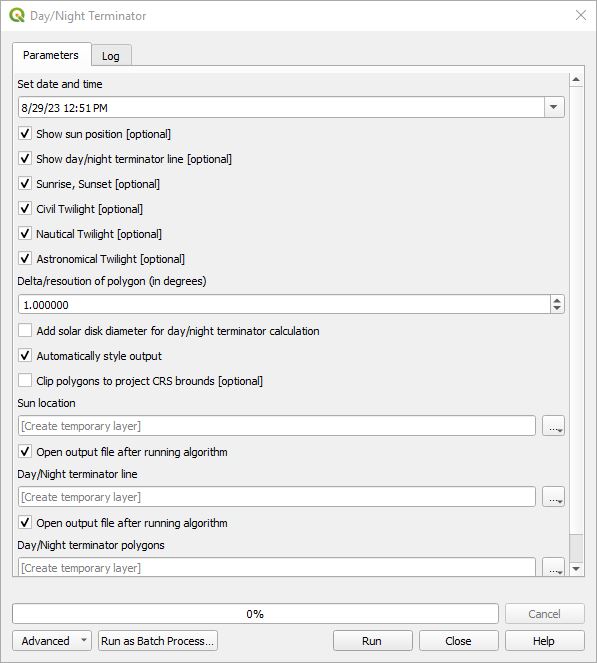 Day/Night Terminator
Parameters
Log
Set date and time
8/29/23 12:51 PM
Show sun position [optional]
Show day/night terminator line [optional]
Sunrise, Sunset [optional]
Civil Twilight [optional]
Nautical Twilight [optional]
Astronomical Twilight [optional]
Delta/resoution of polygon (in degrees)
1.000000
Add solar disk diameter for day/night terminator calculation
Automatically style output
Clip polygons to project CRS brounds [optional]
Sun location
[Create temporary layer]
...
Open output file after running algorithm
Day/Night terminator line
[Create temporary layer]
...
Open output file after running algorithm
Day/Night terminator polygons
[Create temporary layer]
...
0%
Cancel
Advanced
Run as Batch Process...
Run
Close
Help